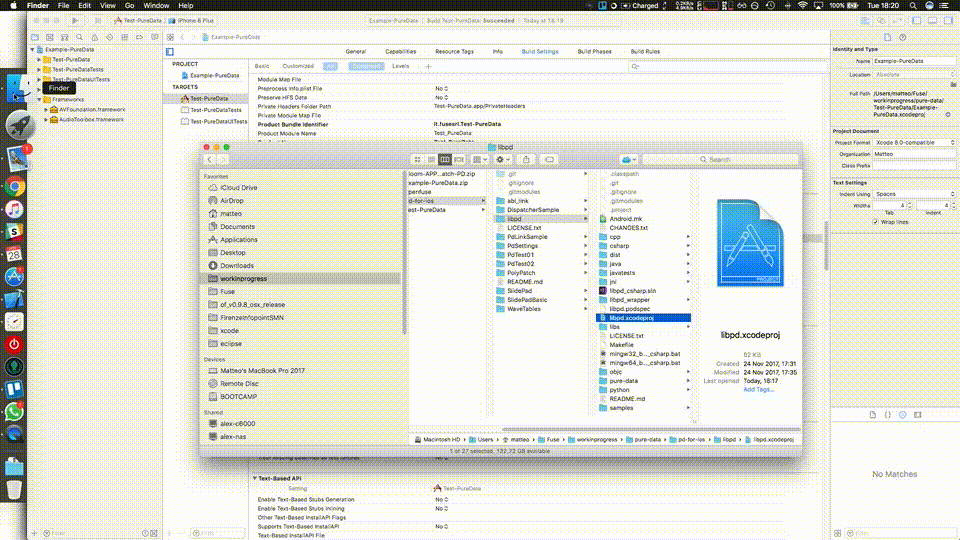 Finder File Edit View Go Window Help
Charged
100%
Tue 18:20
Test-PureData iPhone 8 Plus
Example-PureData Build Test-PureData: Succeeded Today at 18:19
Example-PureData
Test-PureData
Test-PureDataTests
Test-PureDataUITests
Finder
Frameworks
AVFoundation.framework
AudioToolbox.framework
Filter
Example-PureData
General Capabilities Resource Tags Info Build Settings Build Phases Build Rules
Basic Customized All Combined Levels
PROJECT
Example-PureData
TARGETS
Test-PureData
Test-PureDataTests
Test-PureDataUITests
Filter
Module Map File
Preprocess Info.plist File No
Preserve HFS Data No
Private Headers Folder Path Test-PureData.app/PrivateHeaders
Private Module Map File
Product Bundle Identifier it.fusesrl.Test-PureData
Product Module Name Test_PureData
libpd
Search
Favorites
iCloud Drive
AirDrop
matteo
Documents
Applications
Desktop
Downloads
workinprogress
Fuse
of_v0.9.8_osx_release
FirenzeInfopointSMN
xcode
eclipse
Devices
Matteo's MacBook Pro 2017
Remote Disc
BOOTCAMP
Shared
alex-c6000
alex-nas
loom-APP...atch-PD.zip
xample-PureData.zip
penfuse
d-for-ios
est-PureData
.git
.gitignore
.gitmodules
abl_link
DispatcherSample
libpd
LICENSE.txt
PdLinkSample
PdSettings
PdTest01
PdTest02
PolyPatch
README.md
SlidePad
SlidePadBasic
WaveTables
.classpath
.git
.gitignore
.gitmodules
.project
Android.mk
CHANGES.txt
cpp
csharp
dist
java
javatests
jni
libpd_csharp.sln
libpd_wrapper
libpd.podspec
libpd.xcodeproj
libs
LICENSE.txt
Makefile
mingw32_b..._csharp.bat
mingw64_b..._csharp.bat
objc
pure-data
python
README.md
samples
libpd.xcodeproj
92 KB
Created 24 Nov 2017, 17:31
Modified 24 Nov 2017, 17:35
Last opened Today, 18:17
Add Tags...
Macintosh HD Users matteo Fuse workinprogress pure-data pd-for-ios libpd libpd.xcodeproj
1 of 27 selected, 132,72 GB available
Text-Based API
Setting Test-PureData
Enable Text-Based Stubs Generation No
Enable Text-Based Stubs Inlining No
Other Text-Based InstallAPI Flags
Supports Text-Based InstallAPI No
Text-Based InstallAPI File
Identity and Type
Name Example-PureData
Location Absolute
Full Path /Users/matteo/Fuse/
workinprogress/pure-data/
Test-PureData/Example-
PureData.xcodeproj
Project Document
Project Format Xcode 8.0-compatible
Organization Matteo
Class Prefix
Text Settings
Indent Using Spaces
Widths 4 4
Tab Indent
Wrap lines
No Matches
Filter